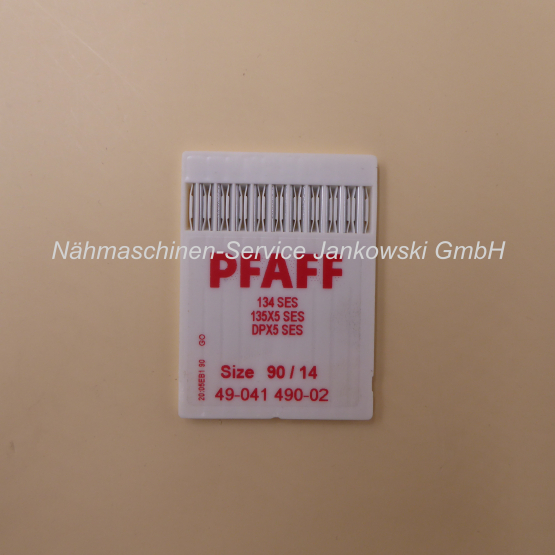 Nähmaschinen-Service Jankowski GmbH
PFAFF
134 SES
135X5 SES
DPX5 SES
Size 90 / 14
49-041 490-02